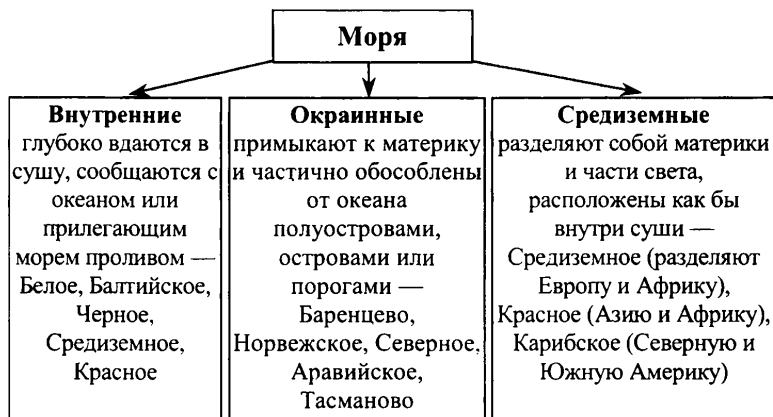 Моря
Внутренние
глубоко вдаются в
сушу, сообщаются с
океаном или
прилегающим
морем проливом —
Белое, Балтийское,
Черное,
Средиземное,
Красное
Окраинные
примыкают к материку
и частично обособлены
от океана
полуостровами,
островами или
порогами —
Баренцево,
Норвежское, Северное,
Аравийское,
Тасманово
Средиземные
разделяют собой материки
и части света,
расположены как бы
внутри суши —
Средиземное (разделяют
Европу и Африку),
Красное (Азию и Африку),
Карибское (Северную и
Южную Америку)